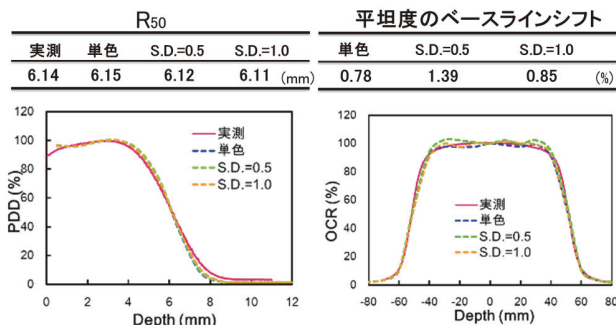 R50
実測 単色 S.D.=0.5 S.D.=1.0
6.14 6.15 6.12 6.11 (mm)
平坦度のベースラインシフト
単色 S.D.=0.5 S.D.=1.0
0.78 1.39 0.85 (%)
120
100
80
60
40
20
0
PDD (%)
実測
単色
S.D.=0.5
S.D.=1.0
0 2 4 6 8 10 12
Depth (mm)
120
100
80
60
40
20
0
OCR (%)
実測
単色
S.D.=0.5
S.D.=1.0
-80 -60 -40 -20 0 20 40 60 80
Depth (mm)